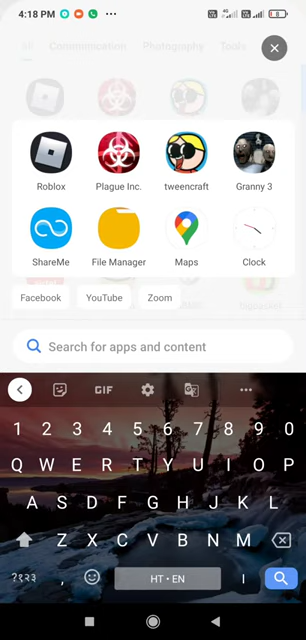 4:18 PM
All Communication Photography Tools
Roblox Plague Inc. tweencraft Granny 3
ShareMe File Manager Maps Clock
Facebook YouTube Zoom
Search for apps and content
GIF
1 2 3 4 5 6 7 8 9 0
Q W E R T Y U I O P
A S D F G H J K L
Z X C V B N M
?१२३ , HT • EN ।